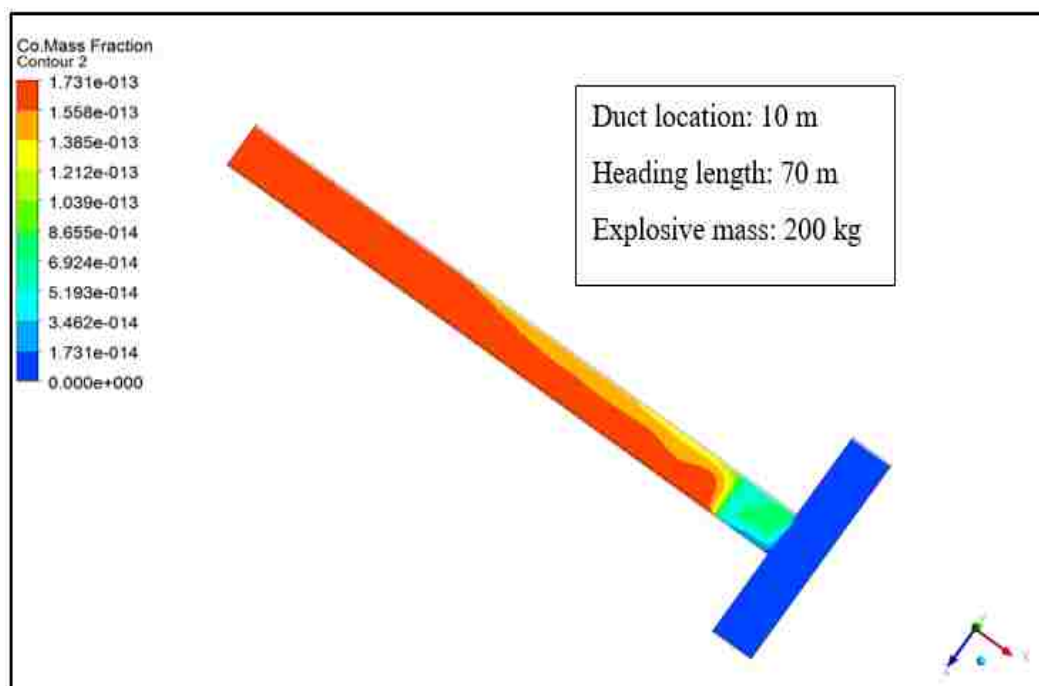 Co.Mass Fraction
Contour 2
1.731e-013
1.558e-013
1.385e-013
1.212e-013
1.039e-013
8.655e-014
6.924e-014
5.193e-014
3.462e-014
1.731e-014
0.000e+000
Duct location: 10 m
Heading length: 70 m
Explosive mass: 200 kg